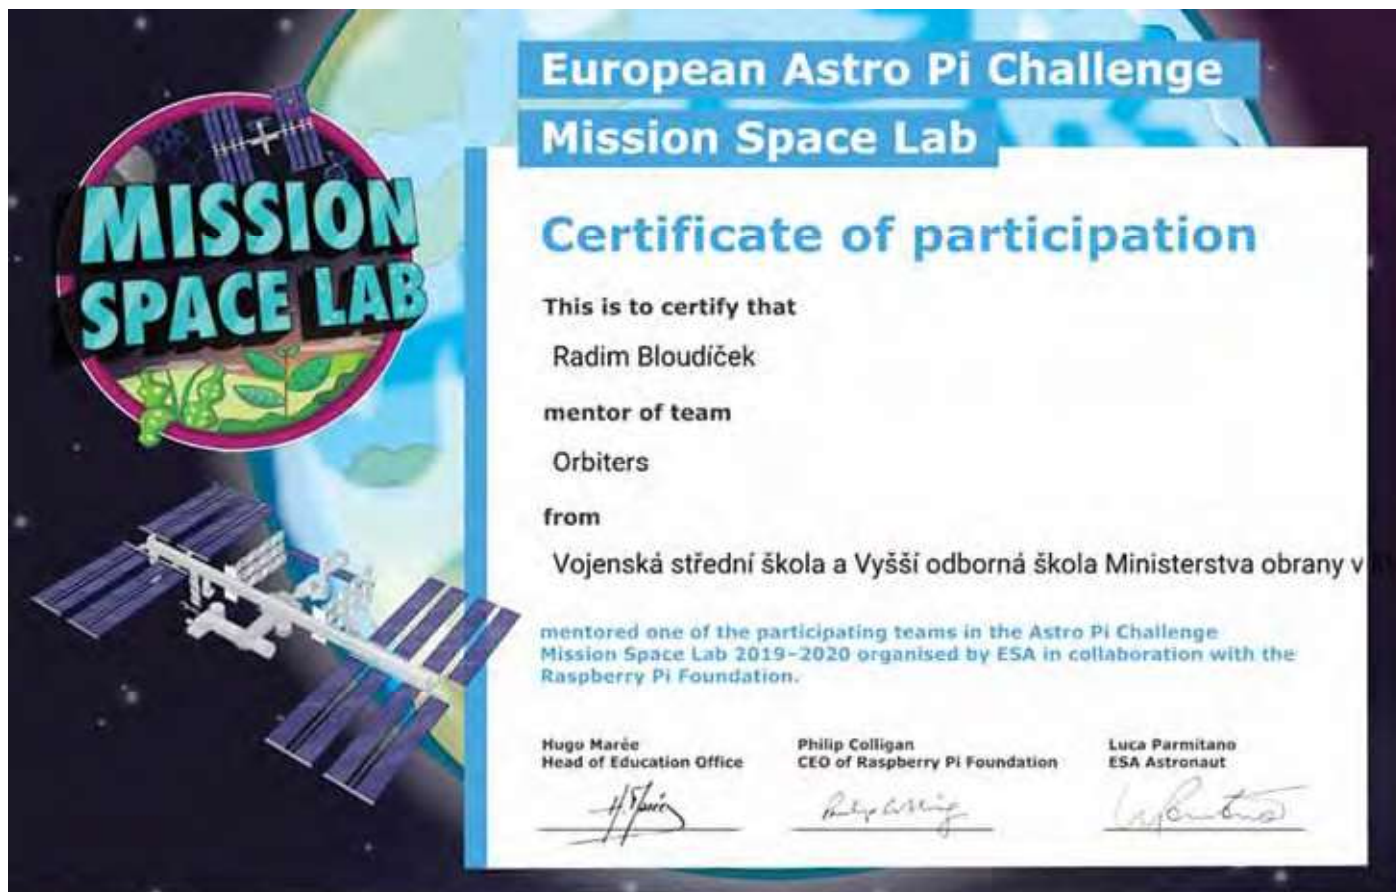 European Astro Pi Challenge
Mission Space Lab
MISSION
SPACE LAB
Certificate of participation
This is to certify that
Radim Bloudíček
mentor of team
Orbiters
from
Vojenská střední škola a Vyšší odborná škola Ministerstva obrany v
mentored one of the participating teams in the Astro Pi Challenge
Mission Space Lab 2019–2020 organised by ESA in collaboration with the
Raspberry Pi Foundation.
Hugo Marée
Head of Education Office
Philip Colligan
CEO of Raspberry Pi Foundation
Luca Parmitano
ESA Astronaut